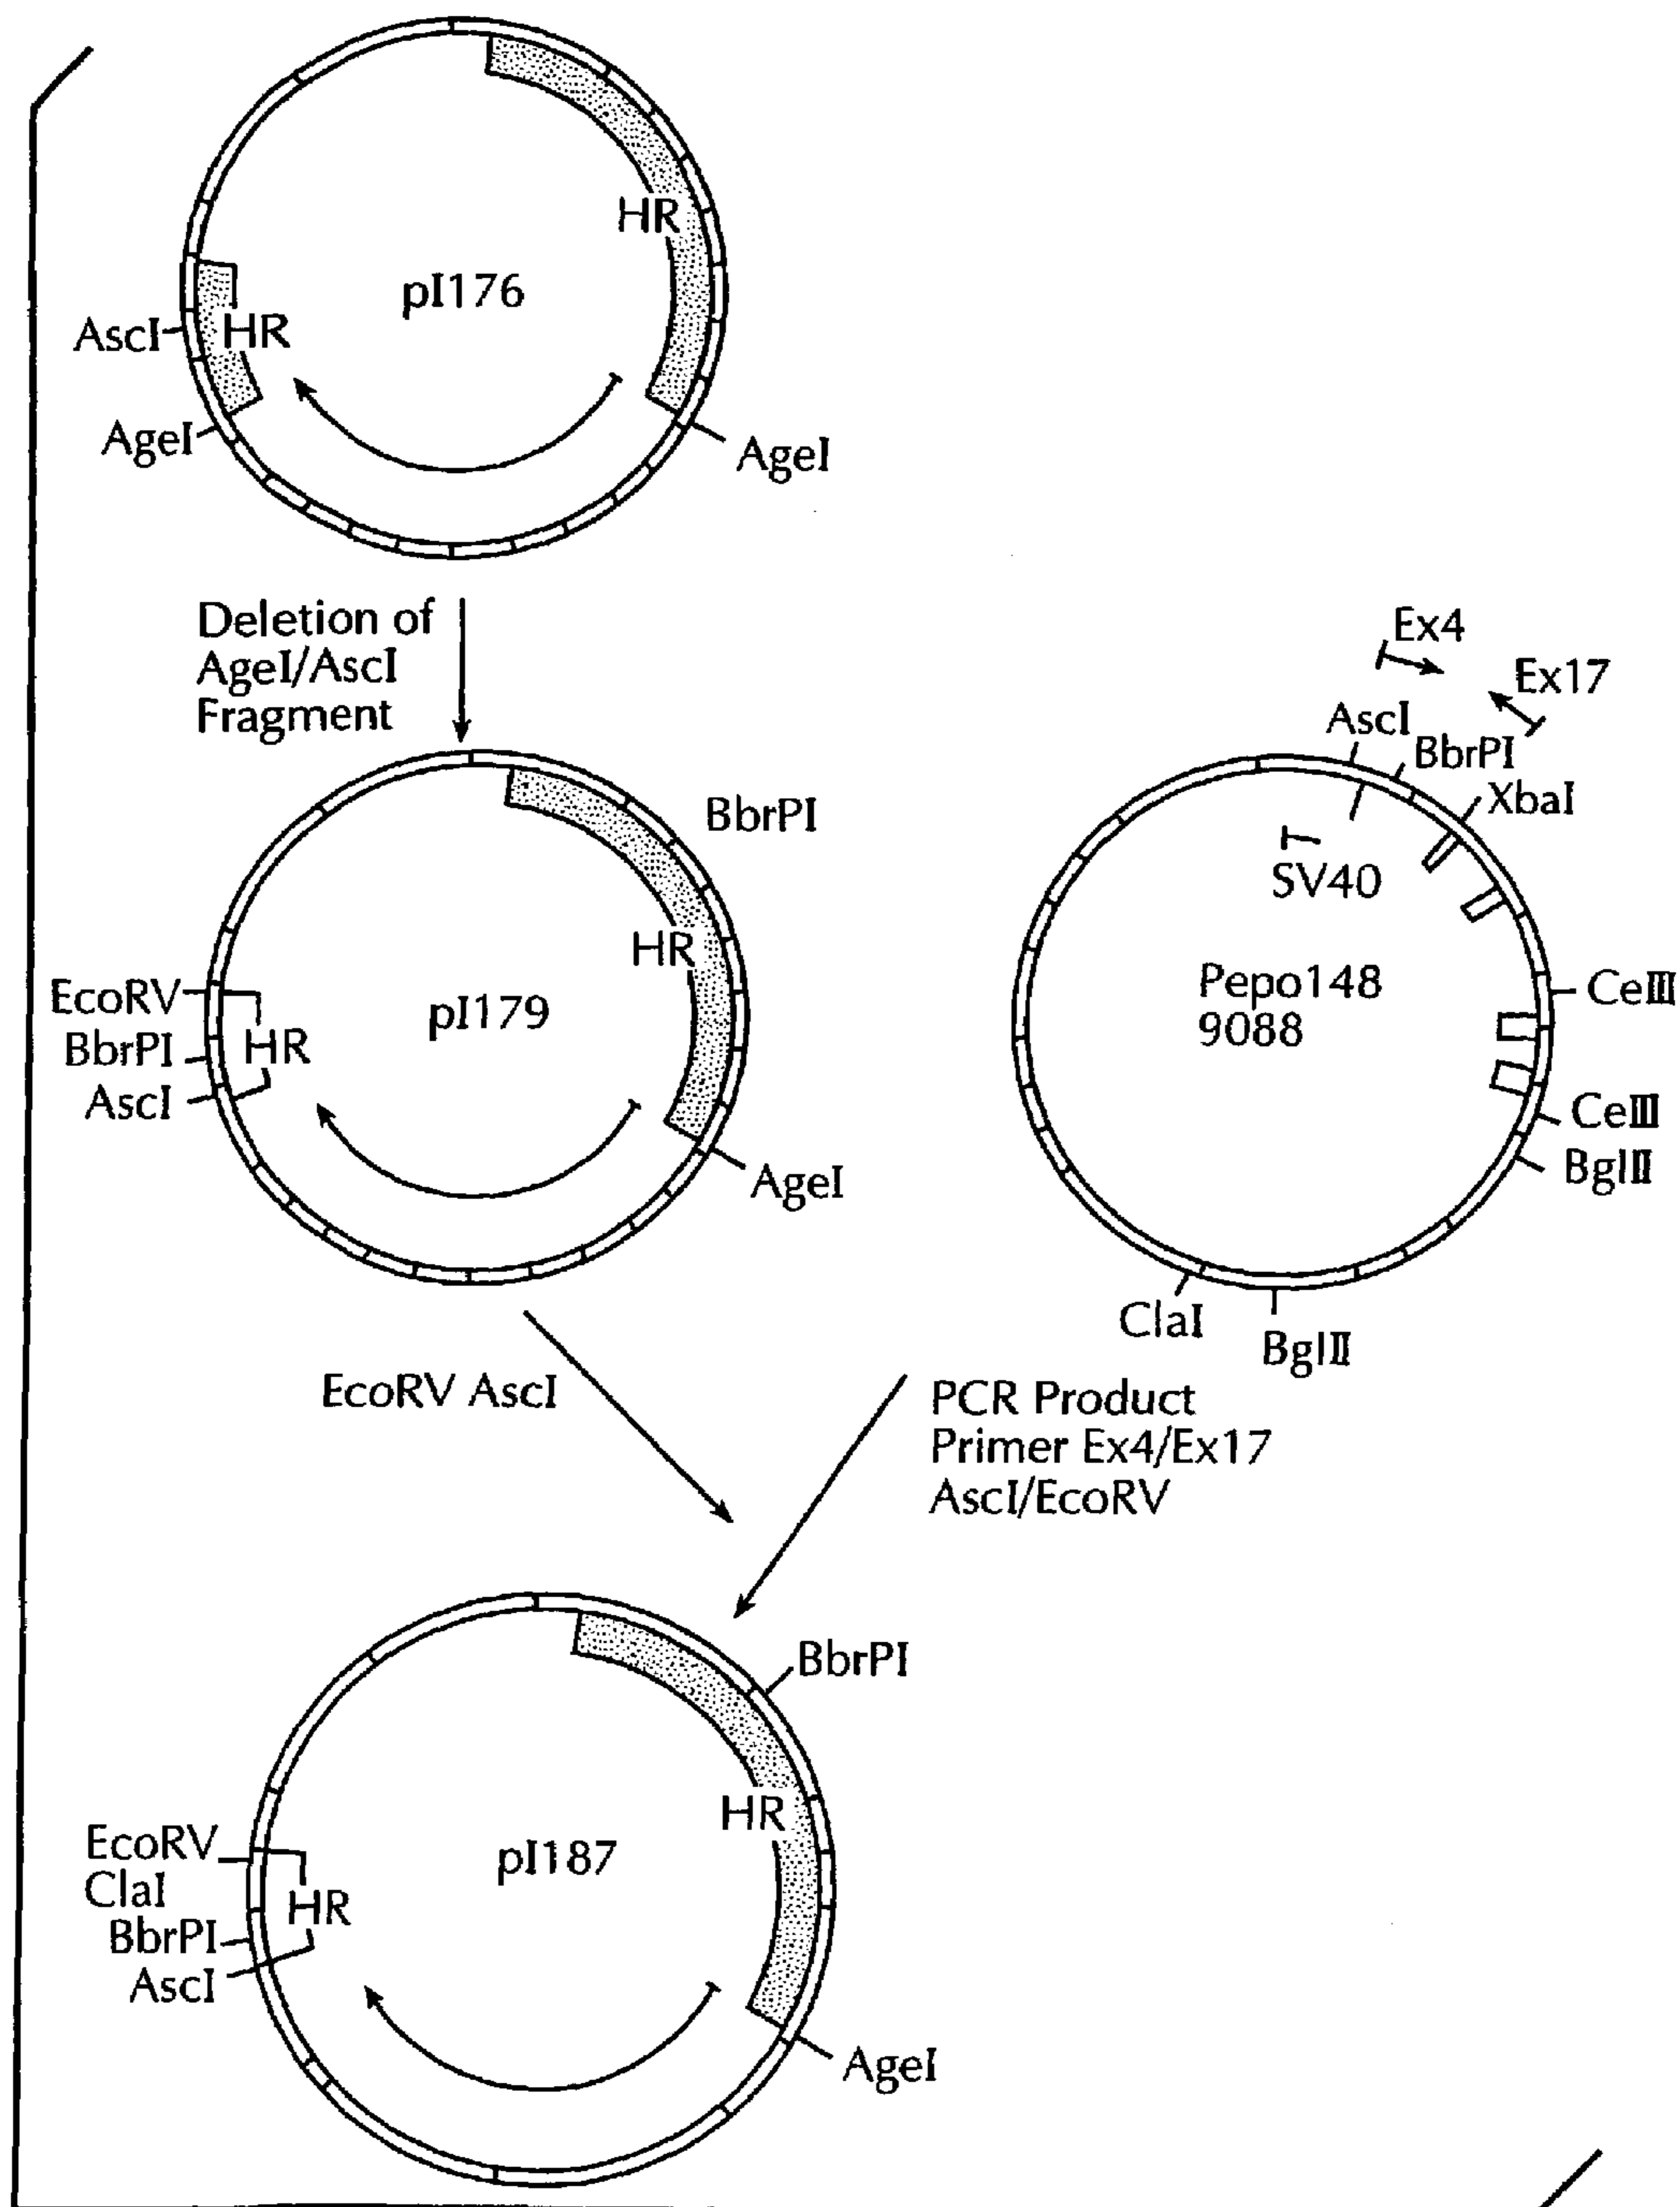 HR
pI176
AscI
HR
AgeI
AgeI
Deletion of
AgeI/AscI
Fragment
Ex4
Ex17
AscI
BbrPI
XbaI
SV40
Pepo148
9088
CeIII
CeIII
BglII
BglII
ClaI
BbrPI
HR
pI179
EcoRV
BbrPI
HR
AscI
AgeI
EcoRV AscI
PCR Product
Primer Ex4/Ex17
AscI/EcoRV
BbrPI
HR
pI187
EcoRV
ClaI
HR
BbrPI
AscI
AgeI